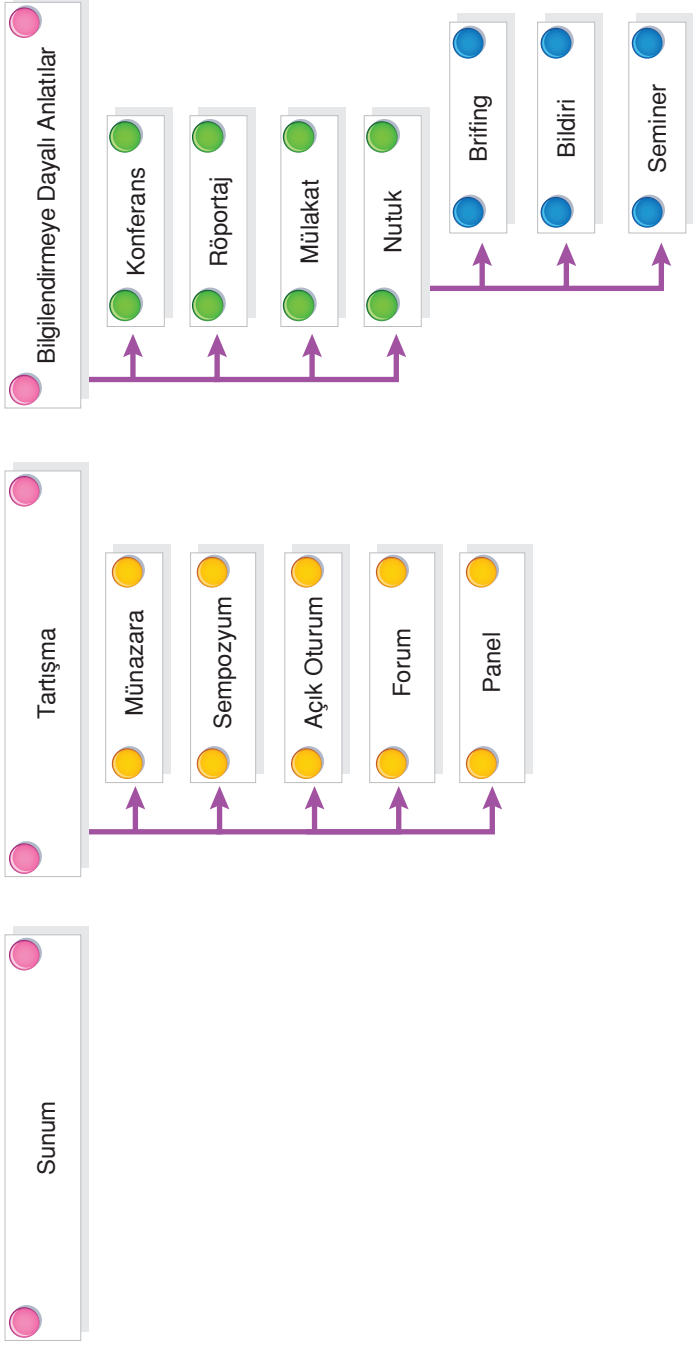 Sunum
Tartışma
Münazara
Sempozyum
Açık Oturum
Forum
Panel
Bilgilendirmeye Dayalı Anlatılar
Konferans
Röportaj
Mülakat
Nutuk
Brifing
Bildiri
Seminer